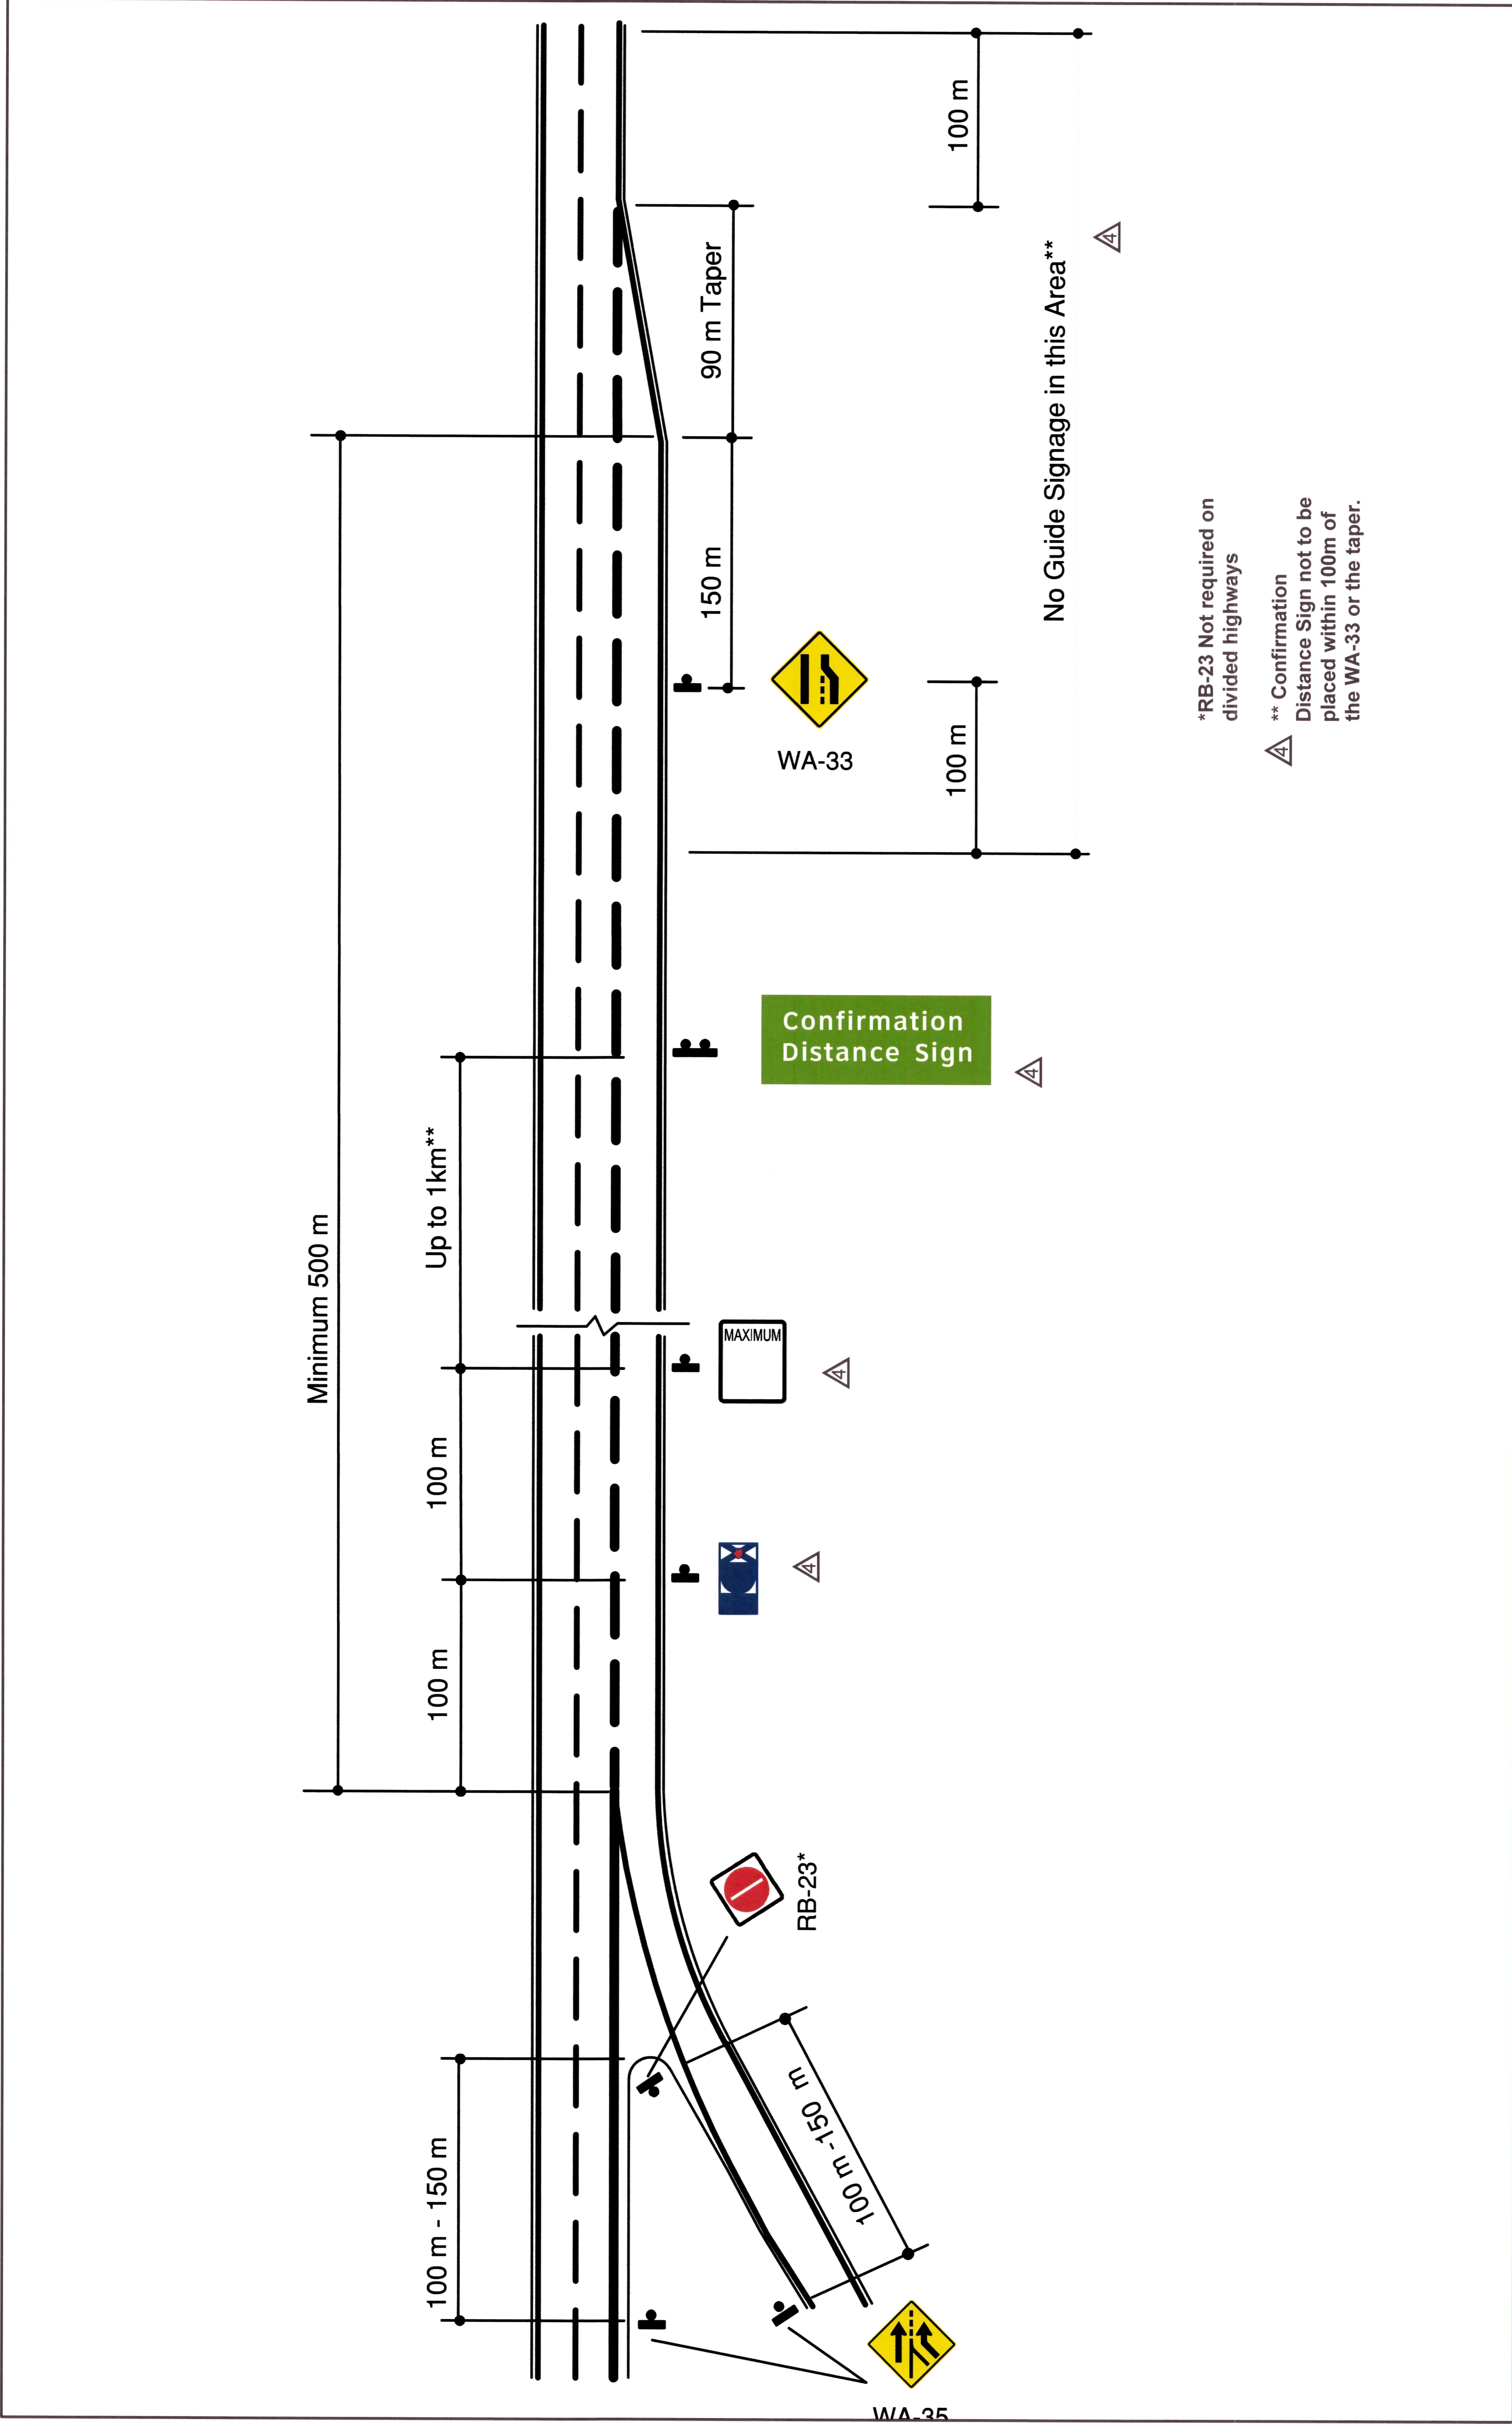 Minimum 500 m
100 m - 150 m
100 m
100 m
Up to 1km**
150 m
90 m Taper
100 m
100 m
MAXIMUM
Confirmation
Distance Sign
WA-33
RB-23*
100 m - 150 m
WA-35
No Guide Signage in this Area**
4
4
4
4
*RB-23 Not required on
divided highways
4
** Confirmation
Distance Sign not to be
placed within 100m of
the WA-33 or the taper.